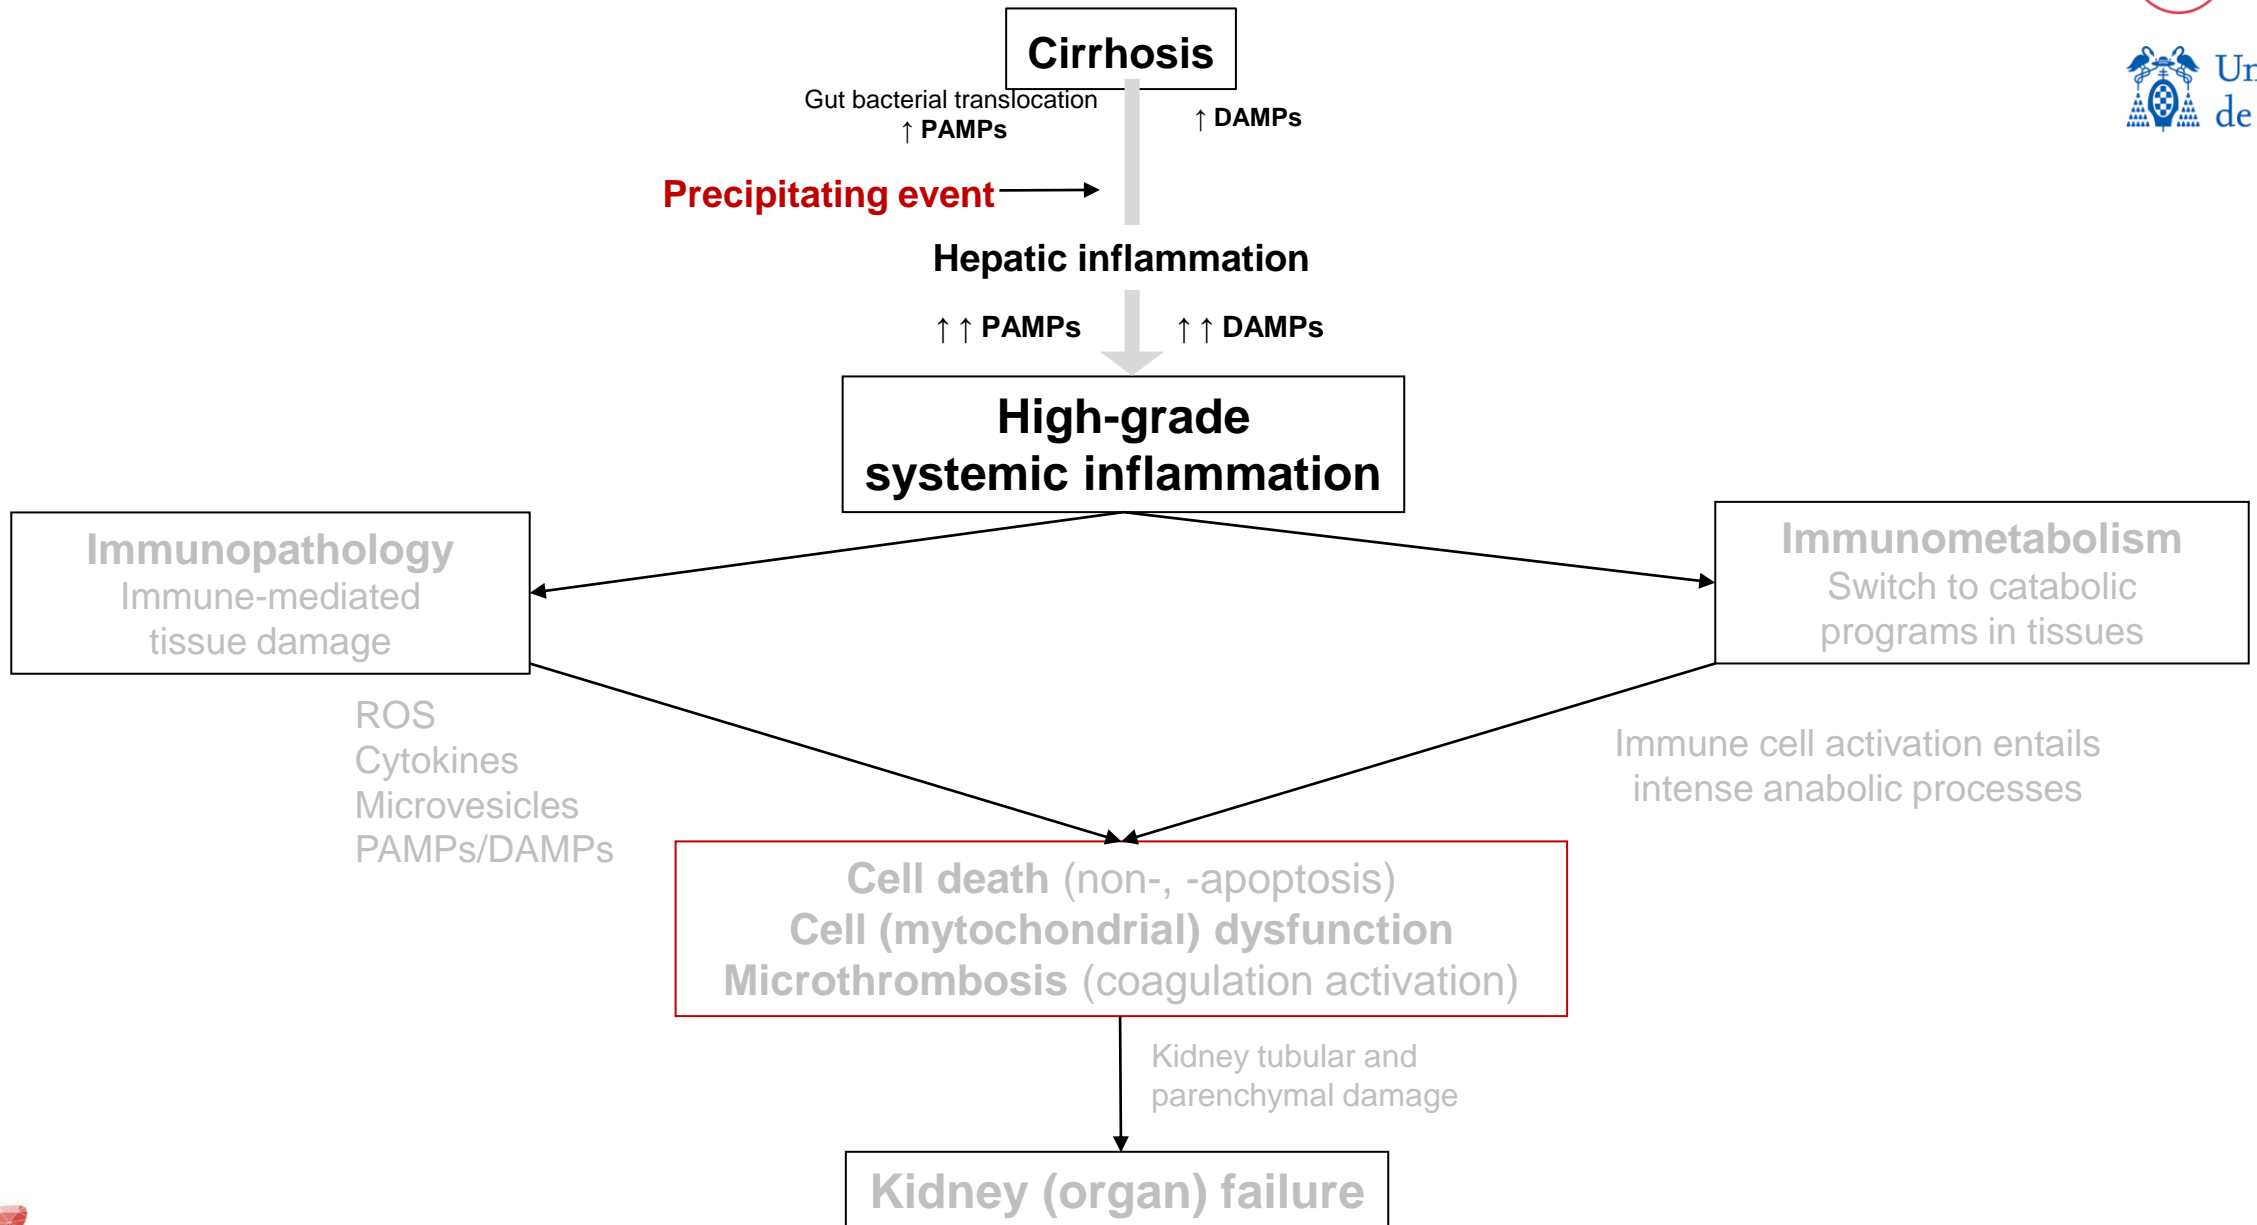 Cirrhosis
Un
de
Gut bacterial translocation
↑ PAMPs
↑ DAMPs
Precipitating event
Hepatic inflammation
↑ ↑ PAMPs
↑ ↑ DAMPs
High-grade
systemic inflammation
Immunopathology
Immune-mediated
tissue damage
Immunometabolism
Switch to catabolic
programs in tissues
ROS
Cytokines
Microvesicles
PAMPs/DAMPs
Immune cell activation entails
intense anabolic processes
Cell death (non-, -apoptosis)
Cell (mytochondrial) dysfunction
Microthrombosis (coagulation activation)
Kidney tubular and
parenchymal damage
Kidney (organ) failure